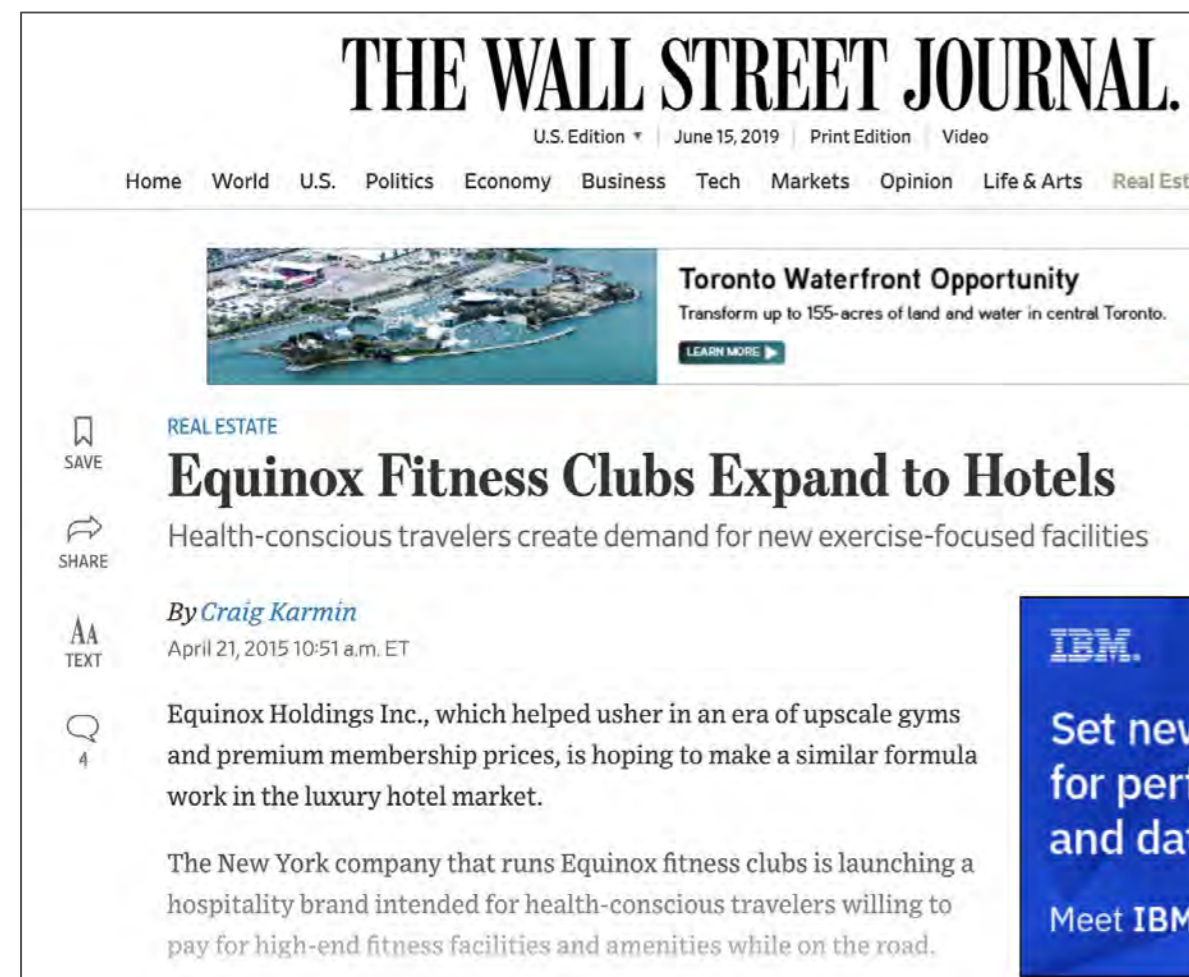 THE WALL STREET JOURNAL.
U.S. Edition ▾ | June 15, 2019 | Print Edition | Video
Home World U.S. Politics Economy Business Tech Markets Opinion Life & Arts Real Est
Toronto Waterfront Opportunity
Transform up to 155-acres of land and water in central Toronto.
LEARN MORE
SAVE
SHARE
AA
TEXT
4
REAL ESTATE
Equinox Fitness Clubs Expand to Hotels
Health-conscious travelers create demand for new exercise-focused facilities
By Craig Karmin
April 21, 2015 10:51 a.m. ET
Equinox Holdings Inc., which helped usher in an era of upscale gyms
and premium membership prices, is hoping to make a similar formula
work in the luxury hotel market.
The New York company that runs Equinox fitness clubs is launching a
hospitality brand intended for health-conscious travelers willing to
pay for high-end fitness facilities and amenities while on the road.
IBM.
Set new
for per
and da
Meet IBM